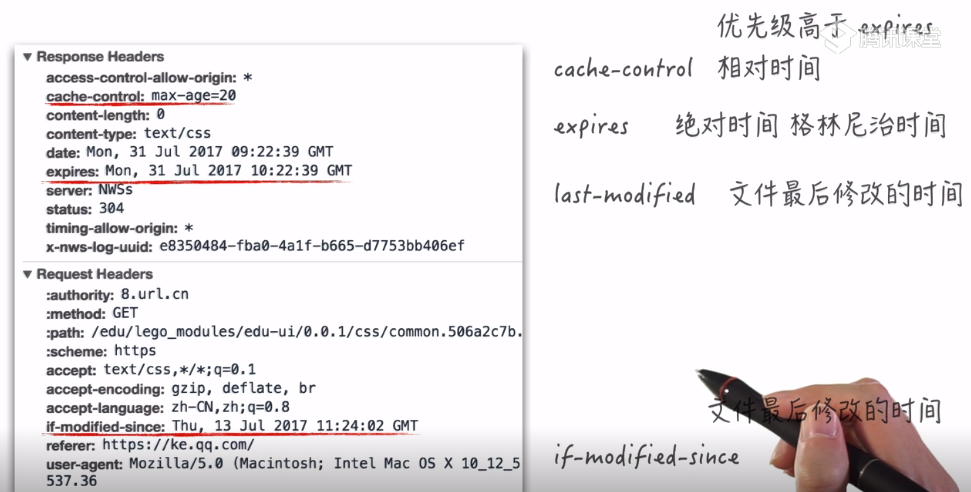 Response Headers
access-control-allow-origin: *
cache-control: max-age=20
content-length: 0
content-type: text/css
date: Mon, 31 Jul 2017 09:22:39 GMT
expires: Mon, 31 Jul 2017 10:22:39 GMT
server: NWSs
status: 304
timing-allow-origin: *
x-nws-log-uuid: e8350484-fba0-4a1f-b665-d7753bb406ef
Request Headers
:authority: 8.url.cn
:method: GET
:path: /edu/lego_modules/edu-ui/0.0.1/css/common.506a2c7b.
:scheme: https
accept: text/css,*/*;q=0.1
accept-encoding: gzip, deflate, br
accept-language: zh-CN,zh;q=0.8
if-modified-since: Thu, 13 Jul 2017 11:24:02 GMT
referer: https://ke.qq.com/
user-agent: Mozilla/5.0 (Macintosh; Intel Mac OS X 10_12_5
537.36
优先级高于 expires
腾讯课堂
cache-control 相对时间
expires 绝对时间 格林尼治时间
last-modified 文件最后修改的时间
文件最后修改的时间
if-modified-since